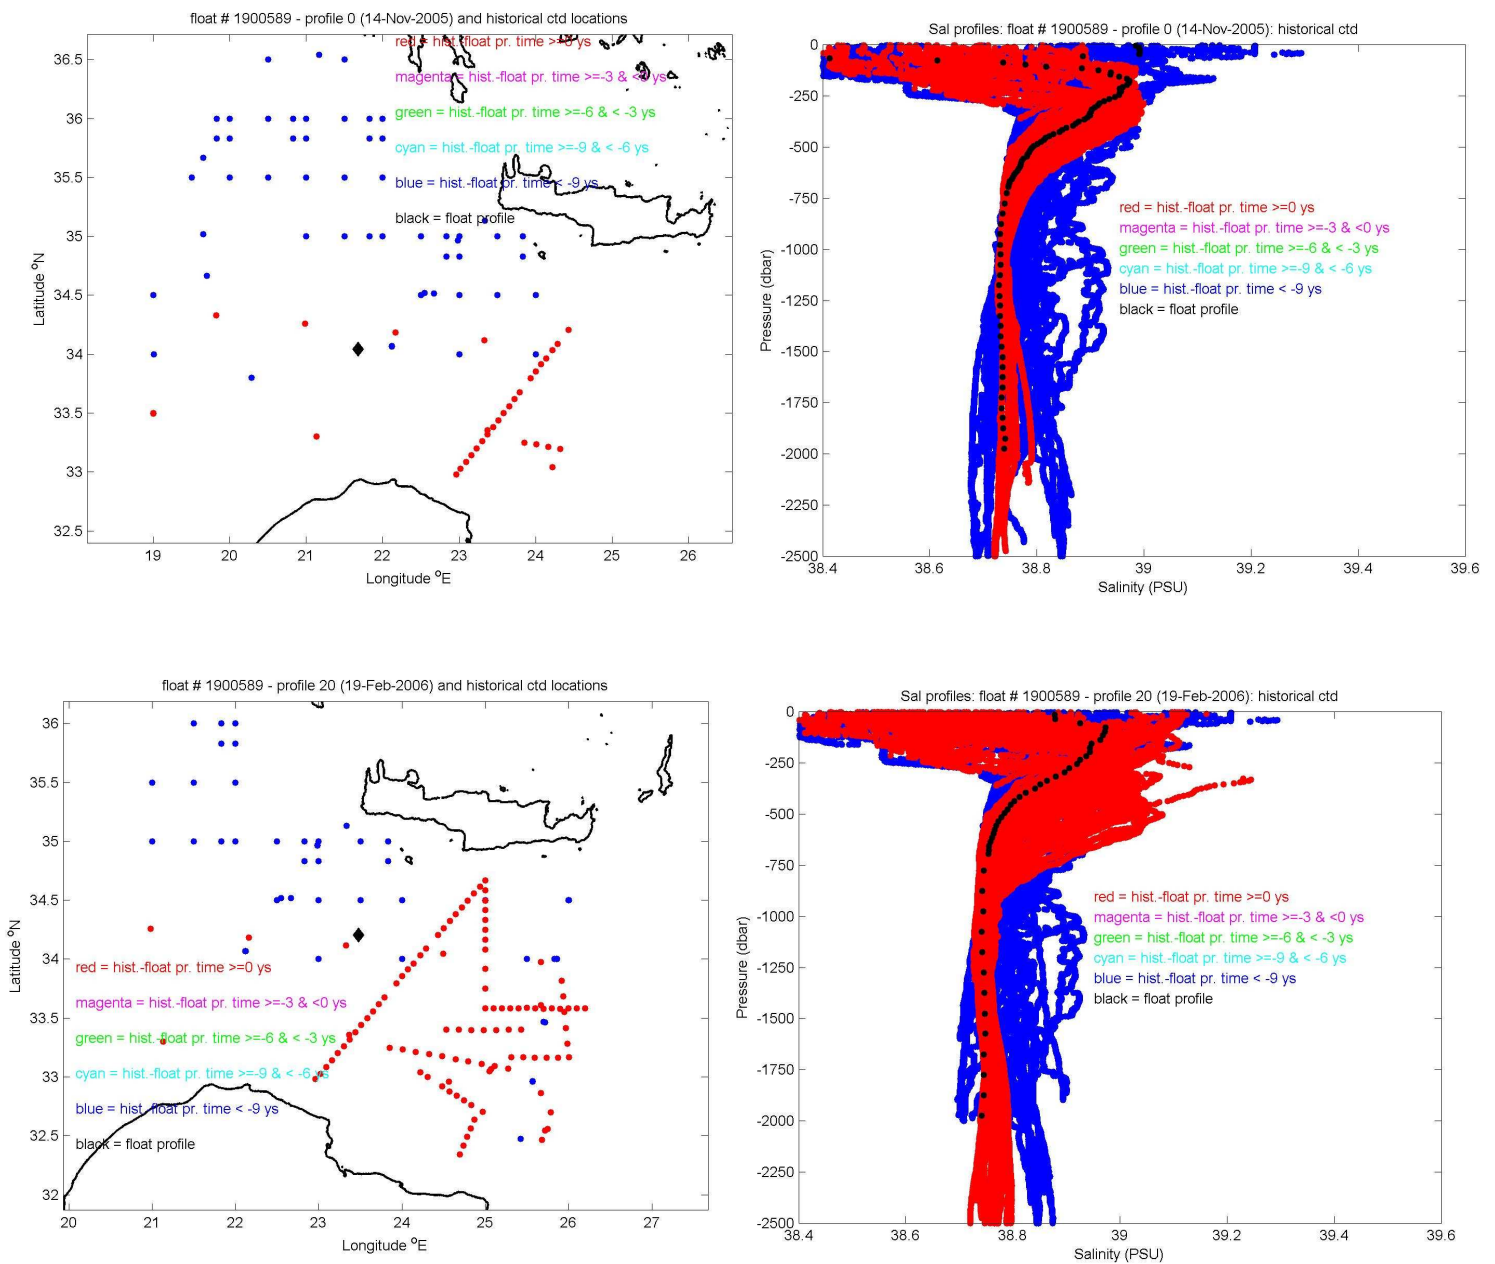 float # 1900589 - profile 0 (14-Nov-2005) and historical ctd locations
red = hist.-float pr. time >=0 ys
magenta = hist.-float pr. time >=-3 & <0 ys
green = hist.-float pr. time >=-6 & < -3 ys
cyan = hist.-float pr. time >=-9 & < -6 ys
blue = hist.-float pr. time < -9 ys
black = float profile
36.5
36
35.5
35
34.5
34
33.5
33
32.5
Latitude °N
19 20 21 22 23 24 25 26
Longitude °E
Sal profiles: float # 1900589 - profile 0 (14-Nov-2005): historical ctd
0
-250
-500
-750
-1000
-1250
-1500
-1750
-2000
-2250
-2500
Pressure (dbar)
red = hist.-float pr. time >=0 ys
magenta = hist.-float pr. time >=-3 & <0 ys
green = hist.-float pr. time >=-6 & < -3 ys
cyan = hist.-float pr. time >=-9 & < -6 ys
blue = hist.-float pr. time < -9 ys
black = float profile
38.4 38.6 38.8 39 39.2 39.4 39.6
Salinity (PSU)
float # 1900589 - profile 20 (19-Feb-2006) and historical ctd locations
36
35.5
35
34.5
34
33.5
33
32.5
32
Latitude °N
red = hist.-float pr. time >=0 ys
magenta = hist.-float pr. time >=-3 & <0 ys
green = hist.-float pr. time >=-6 & < -3 ys
cyan = hist.-float pr. time >=-9 & < -6 ys
blue = hist.-float pr. time < -9 ys
black = float profile
20 21 22 23 24 25 26 27
Longitude °E
Sal profiles: float # 1900589 - profile 20 (19-Feb-2006): historical ctd
0
-250
-500
-750
-1000
-1250
-1500
-1750
-2000
-2250
-2500
Pressure (dbar)
red = hist.-float pr. time >=0 ys
magenta = hist.-float pr. time >=-3 & <0 ys
green = hist.-float pr. time >=-6 & < -3 ys
cyan = hist.-float pr. time >=-9 & < -6 ys
blue = hist.-float pr. time < -9 ys
black = float profile
38.4 38.6 38.8 39 39.2 39.4 39.6
Salinity (PSU)